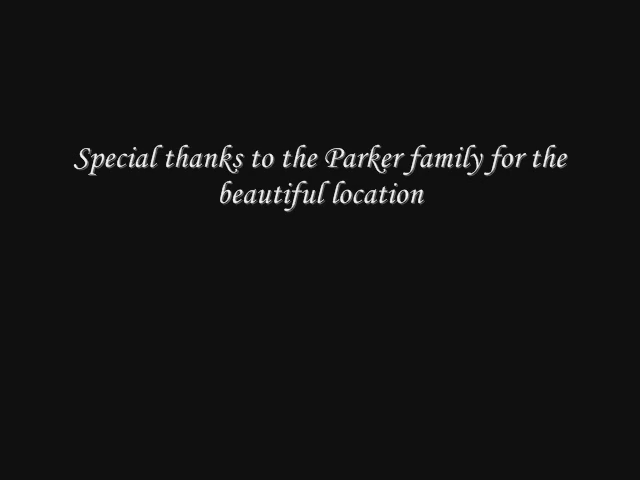 Special thanks to the Parker family for the
beautiful location